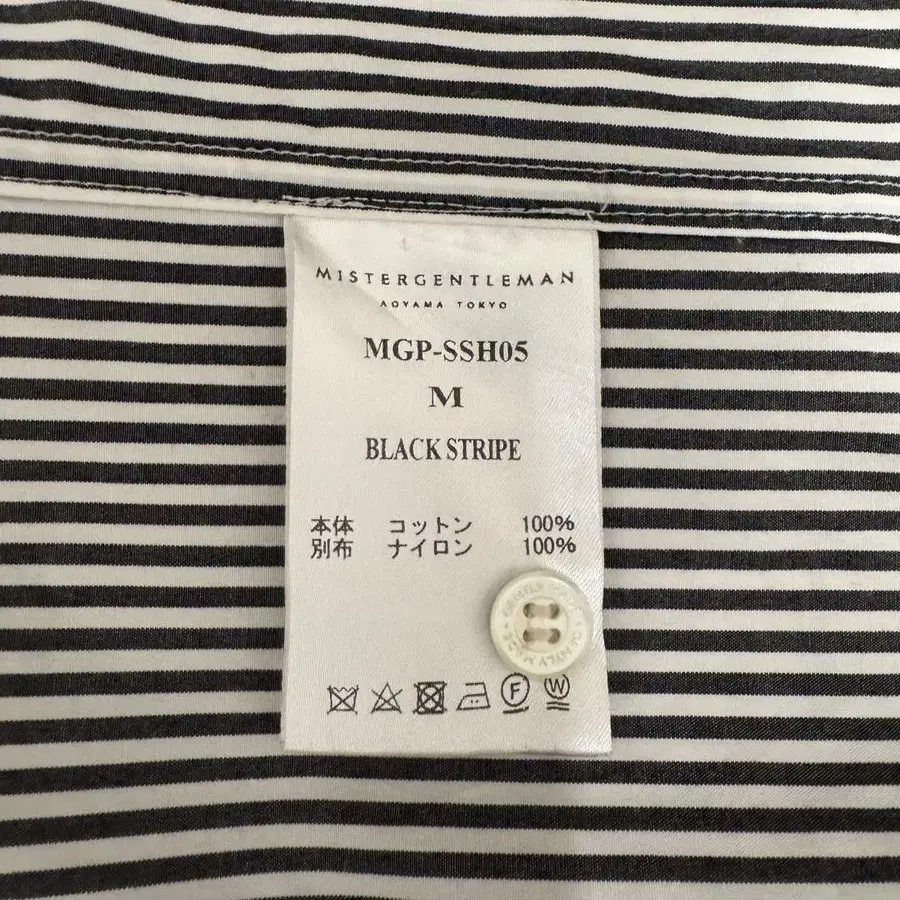 MISTERGENTLEMAN
AOYAMA TOKYO
MGP-SSH05
M
BLACK STRIPE
本体 コットン 100%
別布 ナイロン 100%
F
W